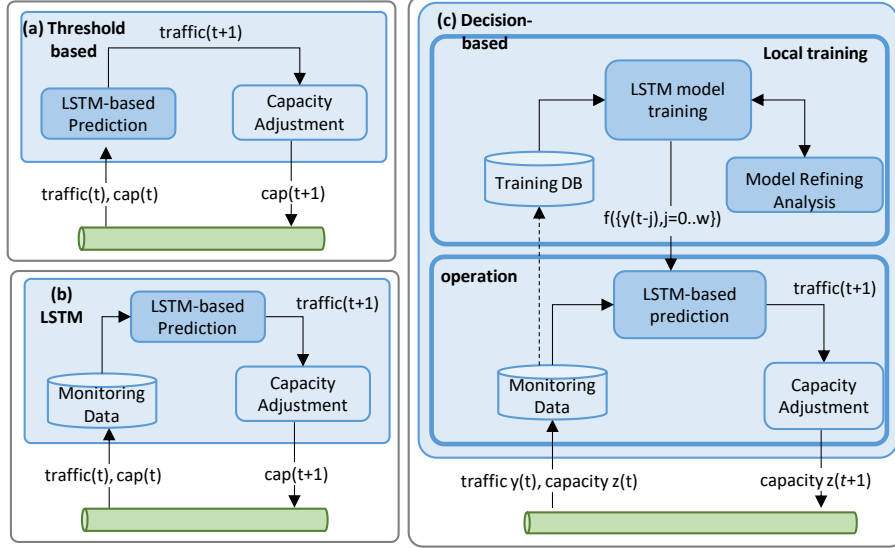 (a) Threshold
based
traffic(t+1)
LSTM-based
Prediction
Capacity
Adjustment
traffic(t), cap(t)
cap(t+1)
(b)
LSTM
LSTM-based
Prediction
traffic(t+1)
Monitoring
Data
Capacity
Adjustment
traffic(t), cap(t)
cap(t+1)
(c) Decision-
based
Local training
LSTM model
training
Training DB
Model Refining
Analysis
f({y(t-j),j=0..w})
operation
LSTM-based
prediction
traffic(t+1)
Monitoring
Data
Capacity
Adjustment
traffic y(t), capacity z(t)
capacity z(t+1)